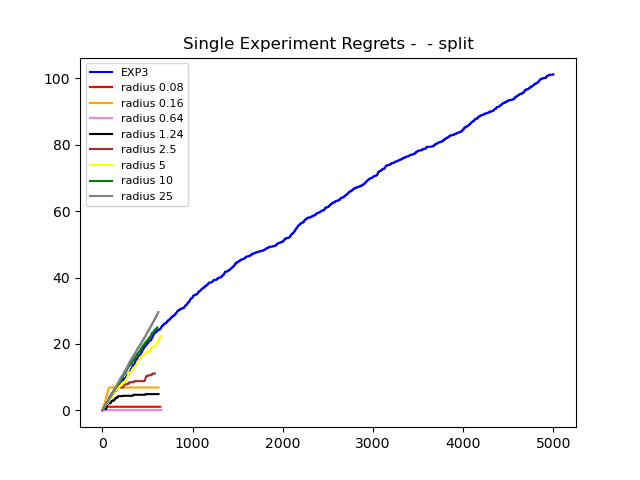 Single Experiment Regrets -  - split
EXP3
radius 0.08
radius 0.16
radius 0.64
radius 1.24
radius 2.5
radius 5
radius 10
radius 25
100
80
60
40
20
0
0 1000 2000 3000 4000 5000